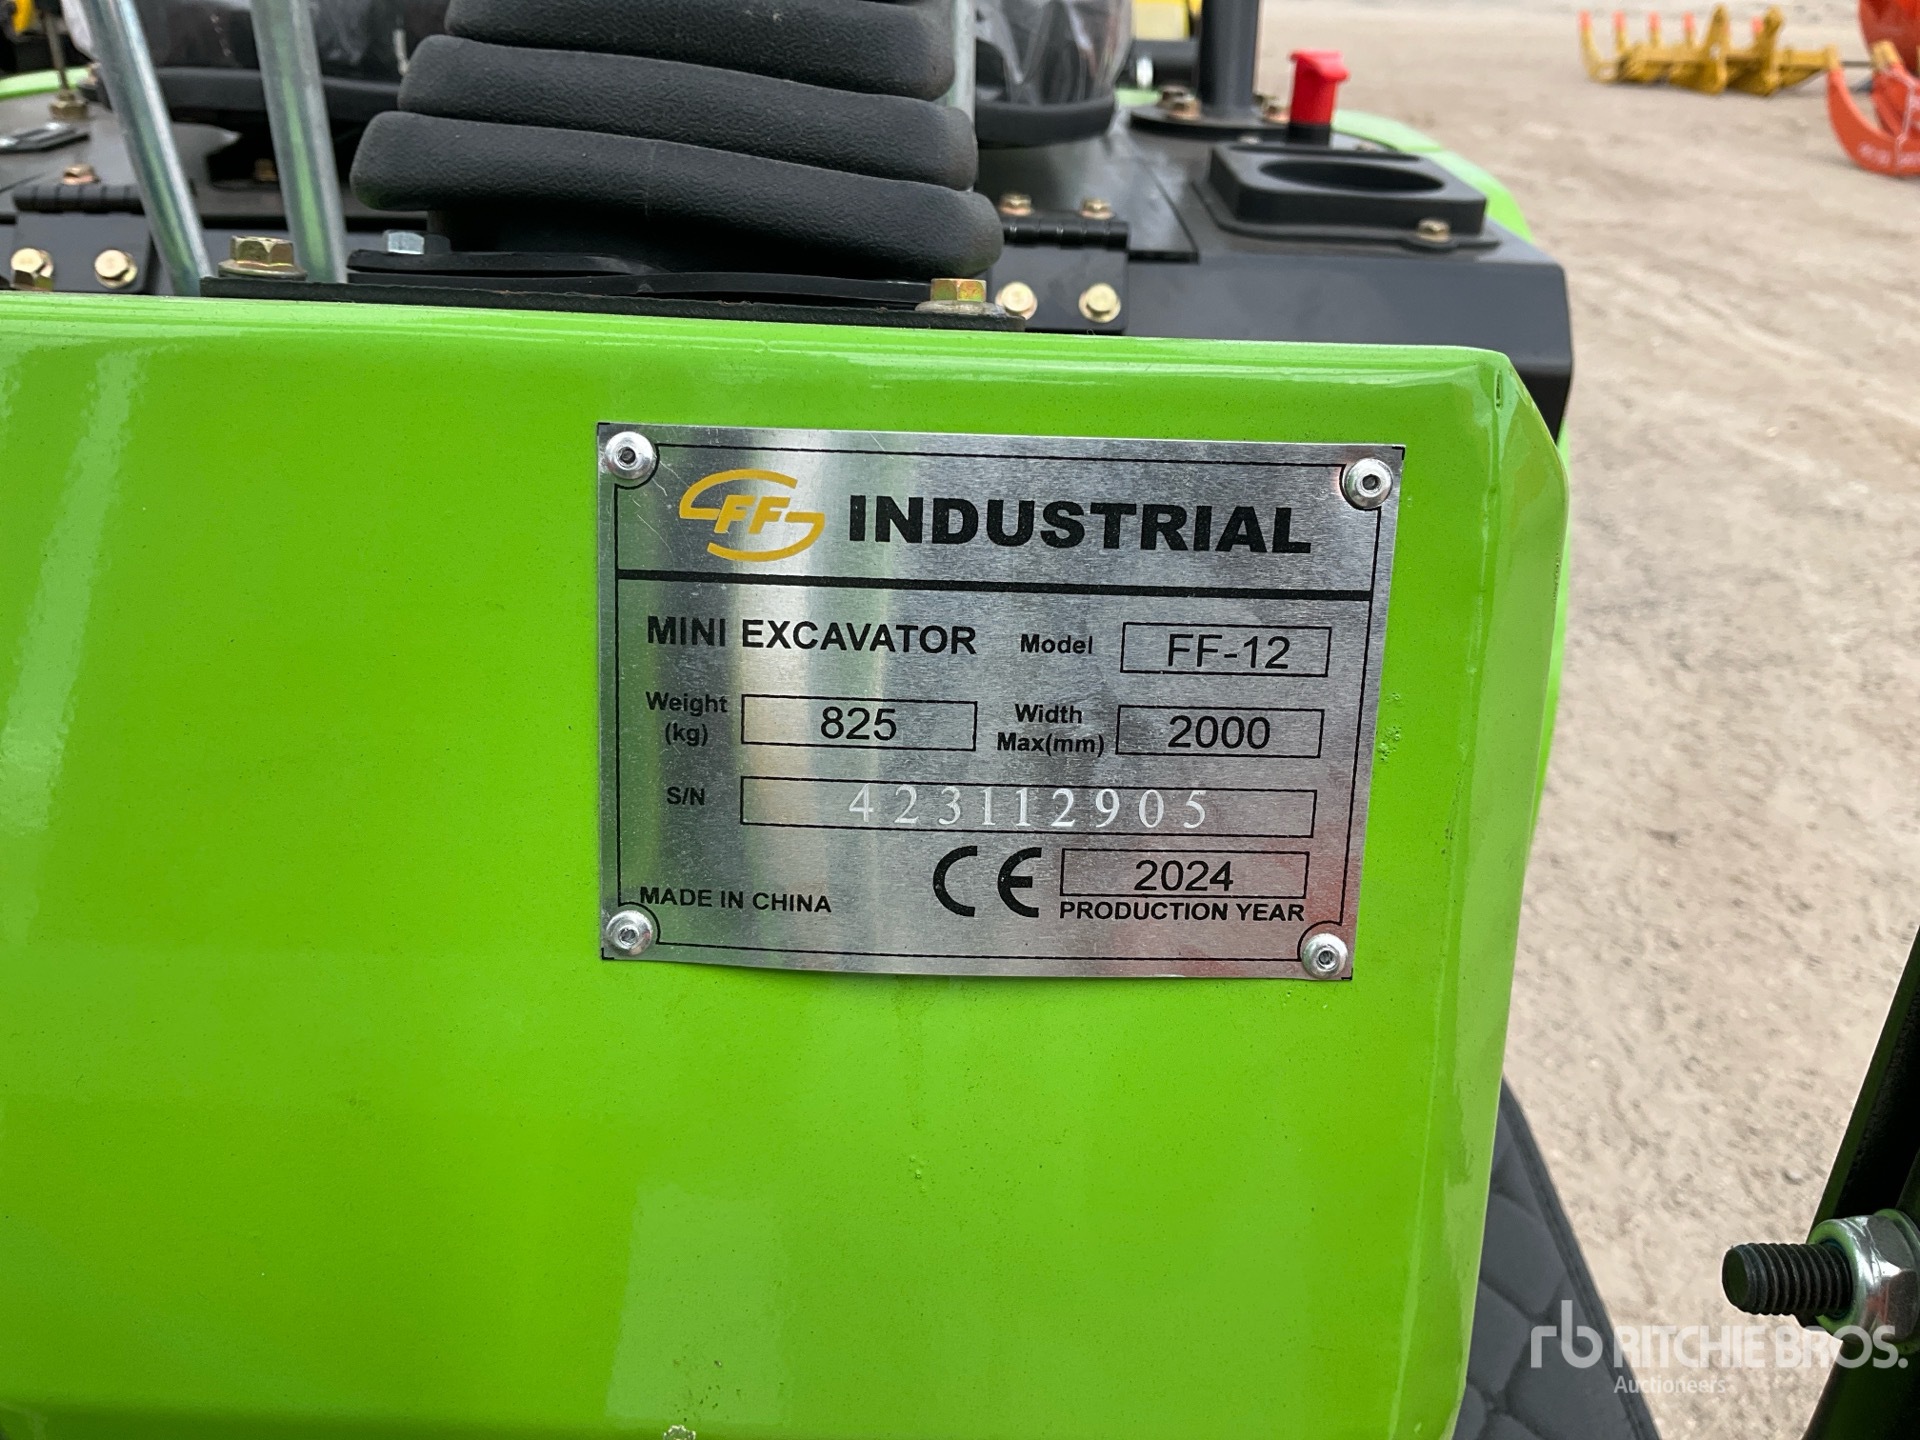 FF INDUSTRIAL
MINI EXCAVATOR Model FF-12
Weight (kg) 825 Width Max(mm) 2000
S/N 423112905
MADE IN CHINA CE 2024
PRODUCTION YEAR
rb RITCHIE BROS.
Auctioneers